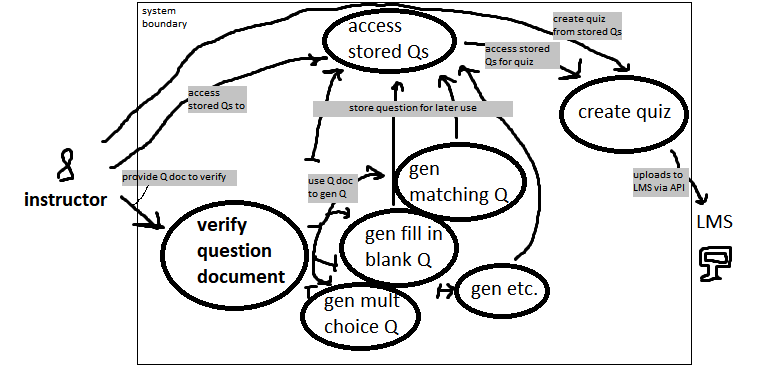 system
boundary
access
stored Qs
create quiz
from stored Qs
access stored
Qs for quiz
access
stored Qs to
store question for later use
create quiz
instructor
provide Q doc to verify
use Q doc
to gen Q
gen
matching Q
uploads to
LMS via API
LMS
verify
question
document
gen fill in
blank Q
gen mult
choice Q
gen etc.